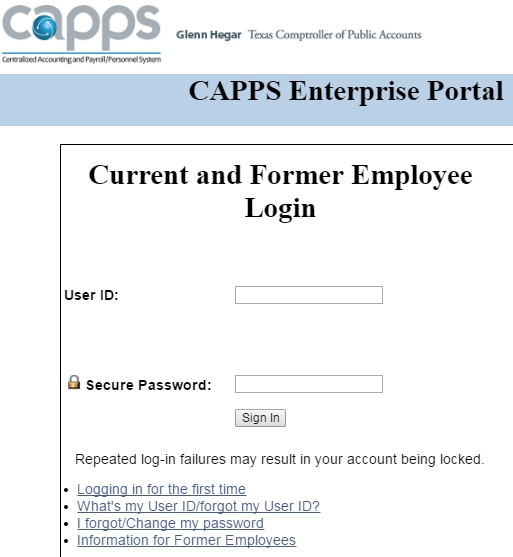 capps
Glenn Hegar Texas Comptroller of Public Accounts
Centralized Accounting and Payroll/Personnel System
CAPPS Enterprise Portal
Current and Former Employee
Login
User ID:
Secure Password:
Sign In
Repeated log-in failures may result in your account being locked.
Logging in for the first time
What's my User ID/forgot my User ID?
I forgot/Change my password
Information for Former Employees